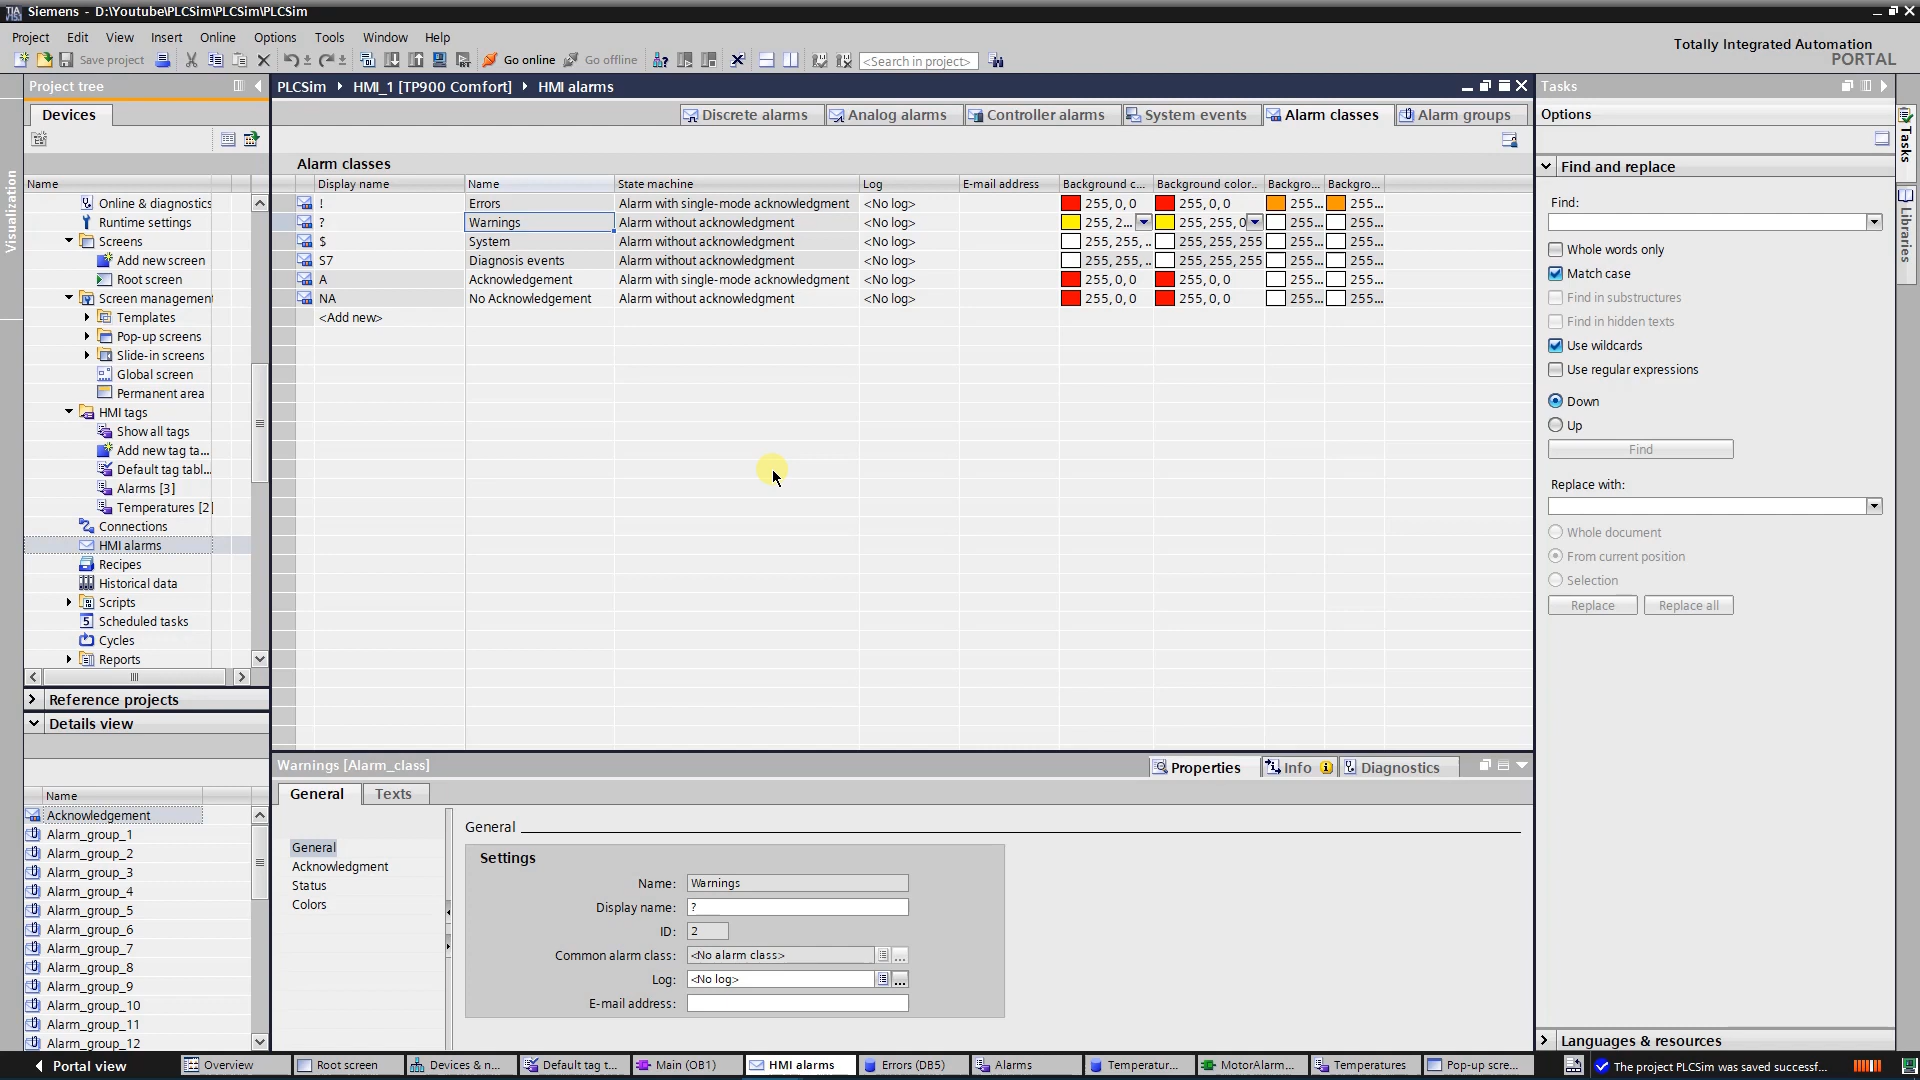 Siemens - D:\Youtube\PLCSim\PLCSim\PLCSim
Project Edit View Insert Online Options Tools Window Help
Totally Integrated Automation
PORTAL
Save project Go online Go offline <Search in project>
Project tree
Devices
Name
Online & diagnostics
Runtime settings
Screens
Add new screen
Root screen
Screen management
Templates
Pop-up screens
Slide-in screens
Global screen
Permanent area
HMI tags
Show all tags
Add new tag ta...
Default tag tabl...
Alarms [3]
Temperatures [2]
Connections
HMI alarms
Recipes
Historical data
Scripts
Scheduled tasks
Cycles
Reports
Reference projects
Details view
Name
Acknowledgement
Alarm_group_1
Alarm_group_2
Alarm_group_3
Alarm_group_4
Alarm_group_5
Alarm_group_6
Alarm_group_7
Alarm_group_8
Alarm_group_9
Alarm_group_10
Alarm_group_11
Alarm_group_12
Visualization
PLCSim HMI_1 [TP900 Comfort] HMI alarms
Discrete alarms Analog alarms Controller alarms System events Alarm classes Alarm groups
Alarm classes
Display name Name State machine Log E-mail address Background c... Background color.. Backgro... Backgro...
! Errors Alarm with single-mode acknowledgment <No log> 255, 0, 0 255, 0, 0 255... 255...
? Warnings Alarm without acknowledgment <No log> 255, 2... 255, 255, 0 255... 255...
$ System Alarm without acknowledgment <No log> 255, 255, .. 255, 255, 255 255... 255...
S7 Diagnosis events Alarm without acknowledgment <No log> 255, 255, .. 255, 255, 255 255... 255...
A Acknowledgement Alarm with single-mode acknowledgment <No log> 255, 0, 0 255, 0, 0 255... 255...
NA No Acknowledgement Alarm without acknowledgment <No log> 255, 0, 0 255, 0, 0 255... 255...
<Add new>
Warnings [Alarm_class]
Properties Info Diagnostics
General Texts
General
Acknowledgment
Status
Colors
General
Settings
Name: Warnings
Display name: ?
ID: 2
Common alarm class: <No alarm class>
Log: <No log>
E-mail address:
Tasks
Options
Find and replace
Find:
Whole words only
Match case
Find in substructures
Find in hidden texts
Use wildcards
Use regular expressions
Down
Up
Find
Replace with:
Whole document
From current position
Selection
Replace Replace all
Languages & resources
Tasks
Libraries
Portal view Overview Root screen Devices & n... Default tag t... Main (OB1) HMI alarms Errors (DB5) Alarms Temperatur... MotorAlarm... Temperatures Pop-up scre... The project PLCSim was saved successf...